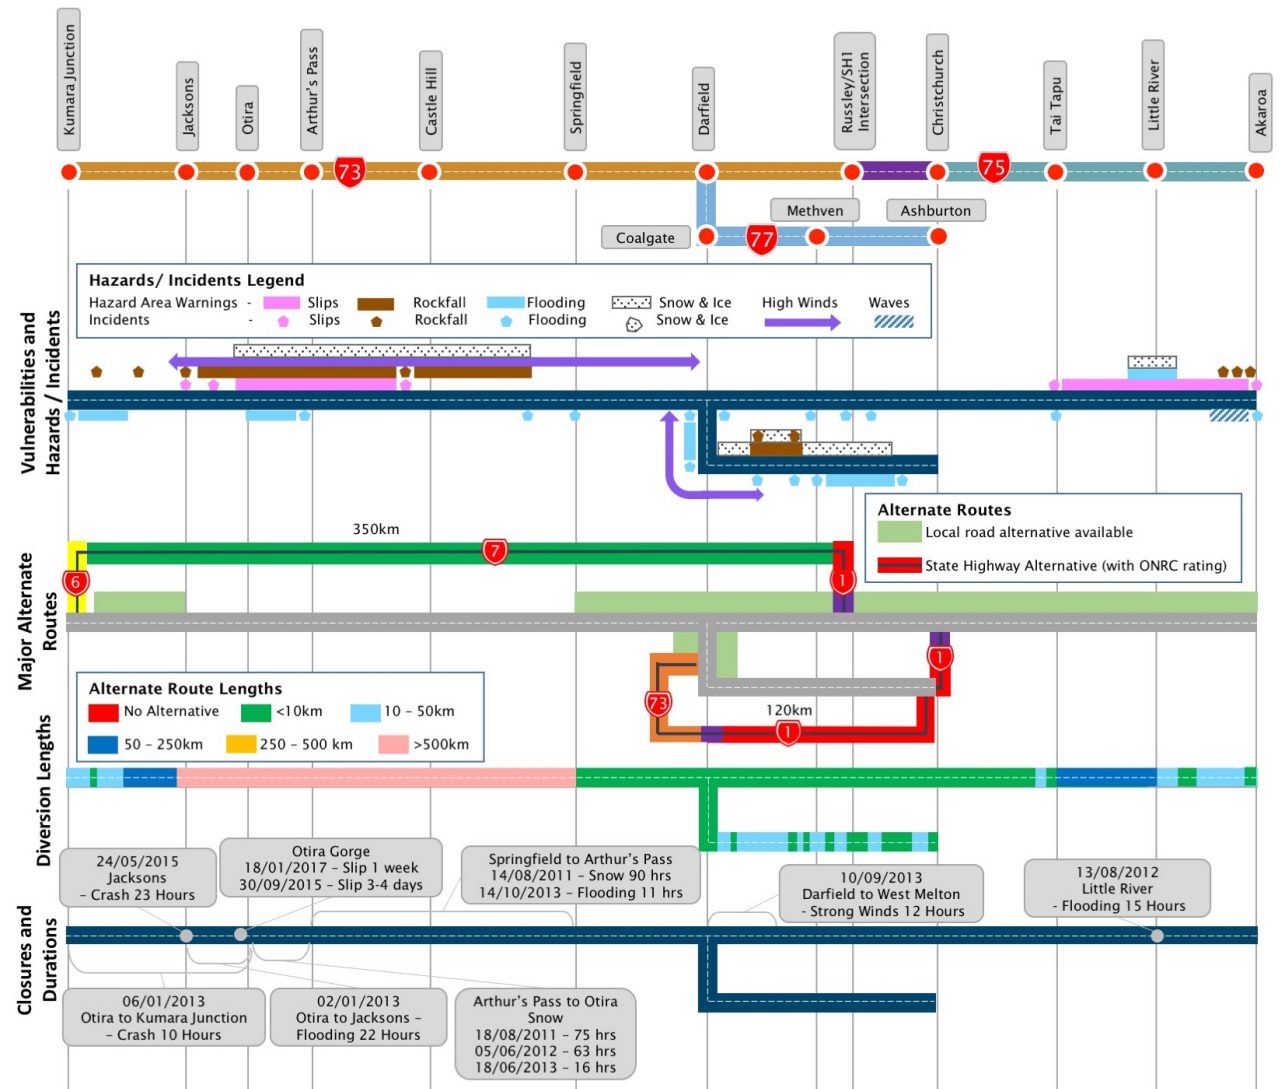 Kumara Junction
Jacksons
Otira
Arthur's Pass
Castle Hill
Springfield
Darfield
Russley/SH1
Intersection
Christchurch
Tai Tapu
Little River
Akaroa
73
75
Methven
Ashburton
Coalgate
77
Hazards/ Incidents Legend
Hazard Area Warnings - Slips Rockfall Flooding Snow & Ice High Winds Waves
Incidents - Slips Rockfall Flooding Snow & Ice
Vulnerabilities and
Hazards / Incidents
Alternate Routes
Local road alternative available
State Highway Alternative (with ONRC rating)
Major Alternate
Routes
350km
7
6
1
1
73
120km
1
Alternate Route Lengths
No Alternative <10km 10 – 50km
50 – 250km 250 – 500 km >500km
Diversion Lengths
24/05/2015
Jacksons
– Crash 23 Hours
Otira Gorge
18/01/2017 – Slip 1 week
30/09/2015 – Slip 3-4 days
Springfield to Arthur's Pass
14/08/2011 – Snow 90 hrs
14/10/2013 – Flooding 11 hrs
10/09/2013
Darfield to West Melton
- Strong Winds 12 Hours
13/08/2012
Little River
- Flooding 15 Hours
Closures and
Durations
06/01/2013
Otira to Kumara Junction
– Crash 10 Hours
02/01/2013
Otira to Jacksons –
Flooding 22 Hours
Arthur's Pass to Otira
Snow
18/08/2011 – 75 hrs
05/06/2012 – 63 hrs
18/06/2013 – 16 hrs